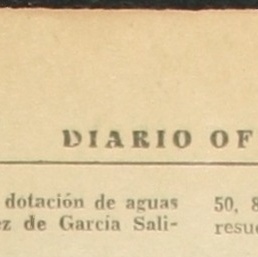 DIARIO OF
dotación de aguas
ez de García Sali-
50, 8
resue